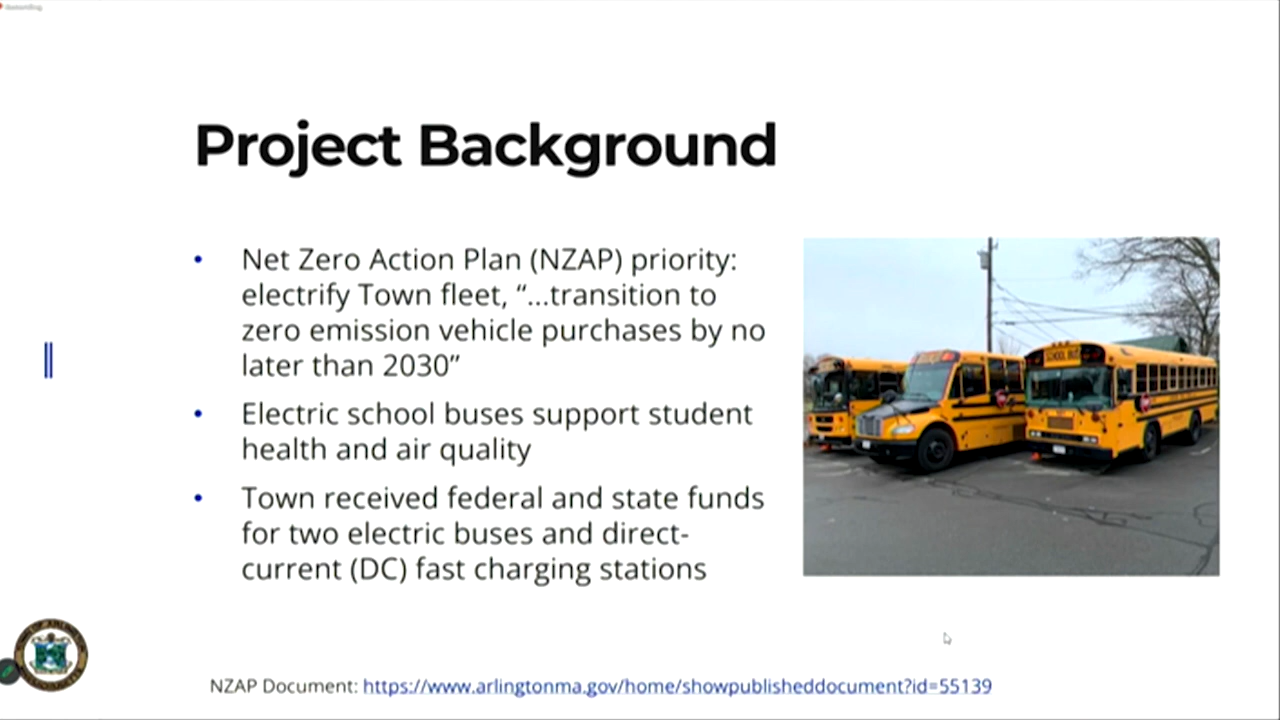 Project Background
• Net Zero Action Plan (NZAP) priority:
electrify Town fleet, “...transition to
zero emission vehicle purchases by no
later than 2030”
• Electric school buses support student
health and air quality
• Town received federal and state funds
for two electric buses and direct-
current (DC) fast charging stations
SCHOOL BUS
NZAP Document: https://www.arlingtonma.gov/home/showpublisheddocument?id=55139